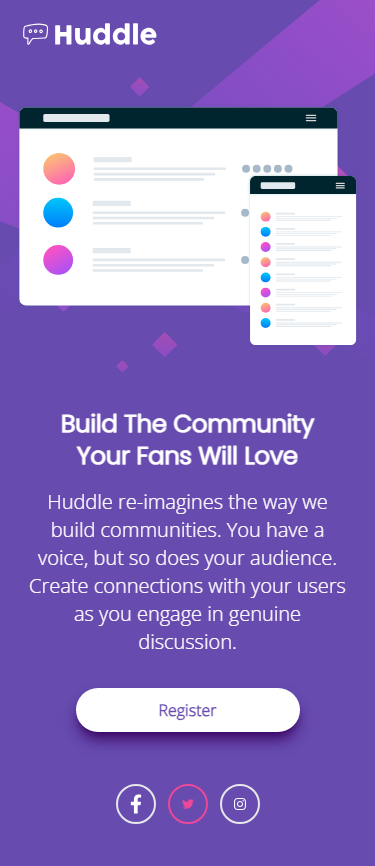 Huddle
Build The Community
Your Fans Will Love
Huddle re-imagines the way we
build communities. You have a
voice, but so does your audience.
Create connections with your users
as you engage in genuine
discussion.
Register